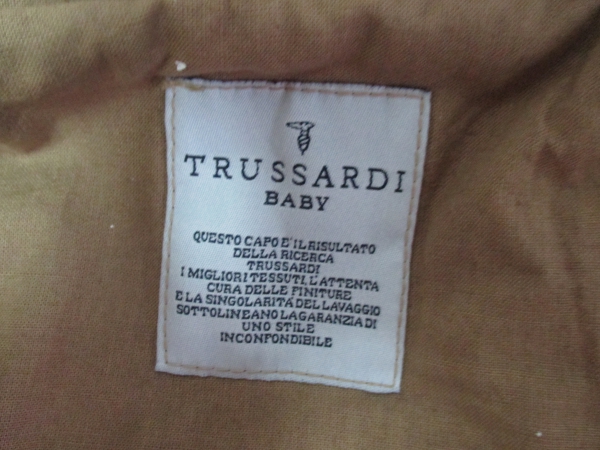 TRUSSARDI
BABY
QUESTO CAPO E' IL RISULTATO
DELLA RICERCA
TRUSSARDI
I MIGLIORI TESSUTI, L'ATTENTA
CURA DELLE FINITURE
E LA SINGOLARITÀ DEL LAVAGGIO
SOTTOLINEANO LA GARANZIA DI
UNO STILE
INCONFONDIBILE